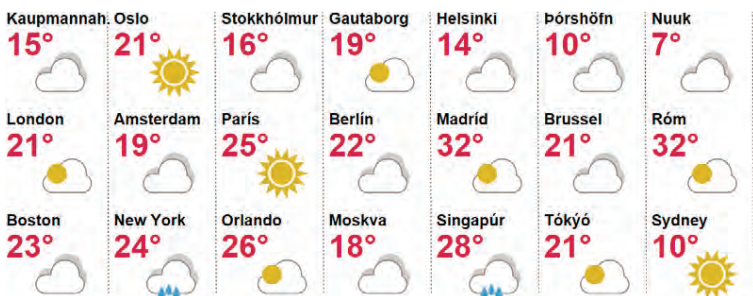 Kaupmannah. Oslo Stokkhólmur Gautaborg Helsinki Þórshöfn Nuuk
15° 21° 16° 19° 14° 10° 7°
London Amsterdam París Berlín Madríd Brussel Róm
21° 19° 25° 22° 32° 21° 32°
Boston New York Orlando Moskva Singapúr Tókýó Sydney
23° 24° 26° 18° 28° 21° 10°